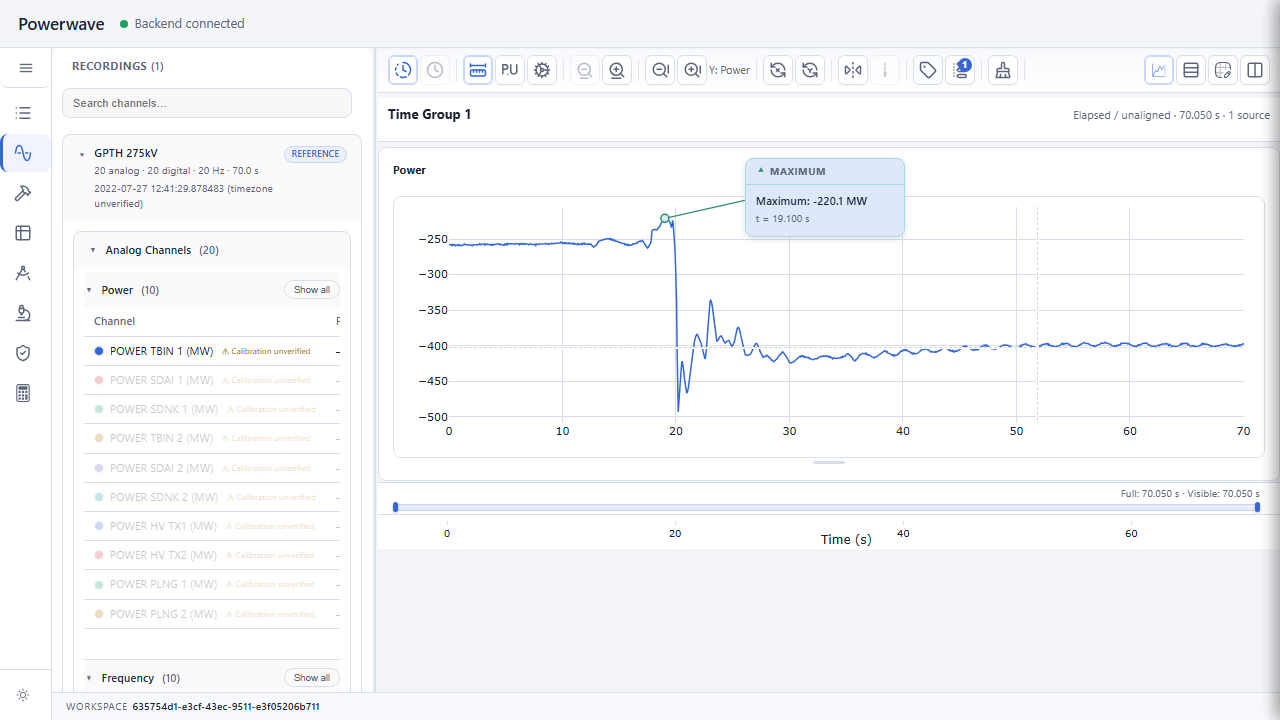 Powerwave
Backend connected
RECORDINGS (1)
Search channels...
GPTH 275kV
REFERENCE
20 analog · 20 digital · 20 Hz · 70.0 s
2022-07-27 12:41:29.878483 (timezone
unverified)
Analog Channels (20)
Power (10)
Show all
Channel
POWER TBIN 1 (MW) ⚠ Calibration unverified –
POWER SDAI 1 (MW) ⚠ Calibration unverified –
POWER SDNK 1 (MW) ⚠ Calibration unverified –
POWER TBIN 2 (MW) ⚠ Calibration unverified –
POWER SDAI 2 (MW) ⚠ Calibration unverified –
POWER SDNK 2 (MW) ⚠ Calibration unverified –
POWER HV TX1 (MW) ⚠ Calibration unverified –
POWER HV TX2 (MW) ⚠ Calibration unverified –
POWER PLNG 1 (MW) ⚠ Calibration unverified –
POWER PLNG 2 (MW) ⚠ Calibration unverified –
Frequency (10)
Show all
PU
Y: Power
1
Time Group 1
Elapsed / unaligned · 70.050 s · 1 source
Power
▲ MAXIMUM
Maximum: -220.1 MW
t = 19.100 s
−250
−300
−350
−400
−450
−500
0 10 20 30 40 50 60 70
Full: 70.050 s · Visible: 70.050 s
0 20 40 60
Time (s)
WORKSPACE 635754d1-e3cf-43ec-9511-e3f05206b711